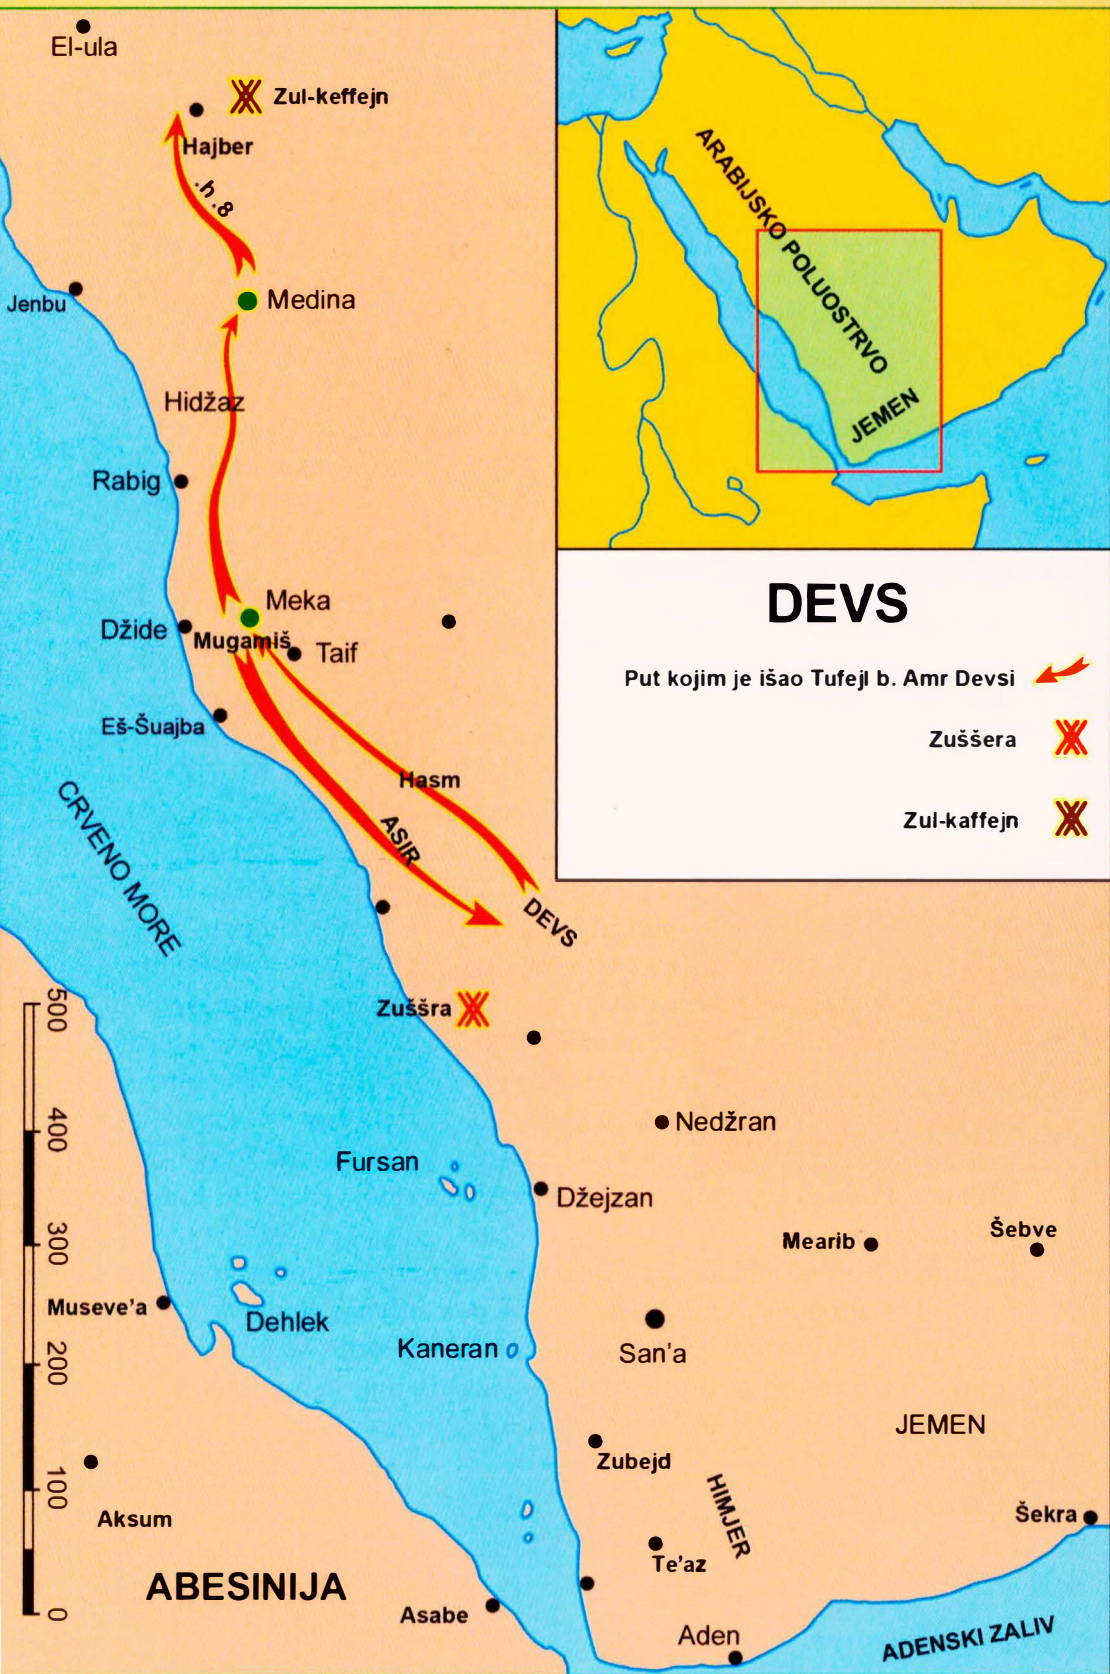 El-ula
Zul-keffejn
Hajber
.h.8
Jenbu
Medina
Hidžaz
Rabig
Meka
Džide
Mugamiš
Taif
Eš-Šuajba
Hasm
ASIR
CRVENO MORE
DEVS
Zuššra
Nedžran
Fursan
Džejzan
Mearib
Šebve
Museve'a
Dehlek
Kaneran
San'a
JEMEN
Zubejd
HIMJER
Aksum
Te'az
Šekra
ABESINIJA
Asabe
Aden
ADENSKI ZALIV
500
400
300
200
100
0
ARABIJSKO POLUOSTRVO
JEMEN
DEVS
Put kojim je išao Tufejl b. Amr Devsi
Zuššera
Zul-kaffejn